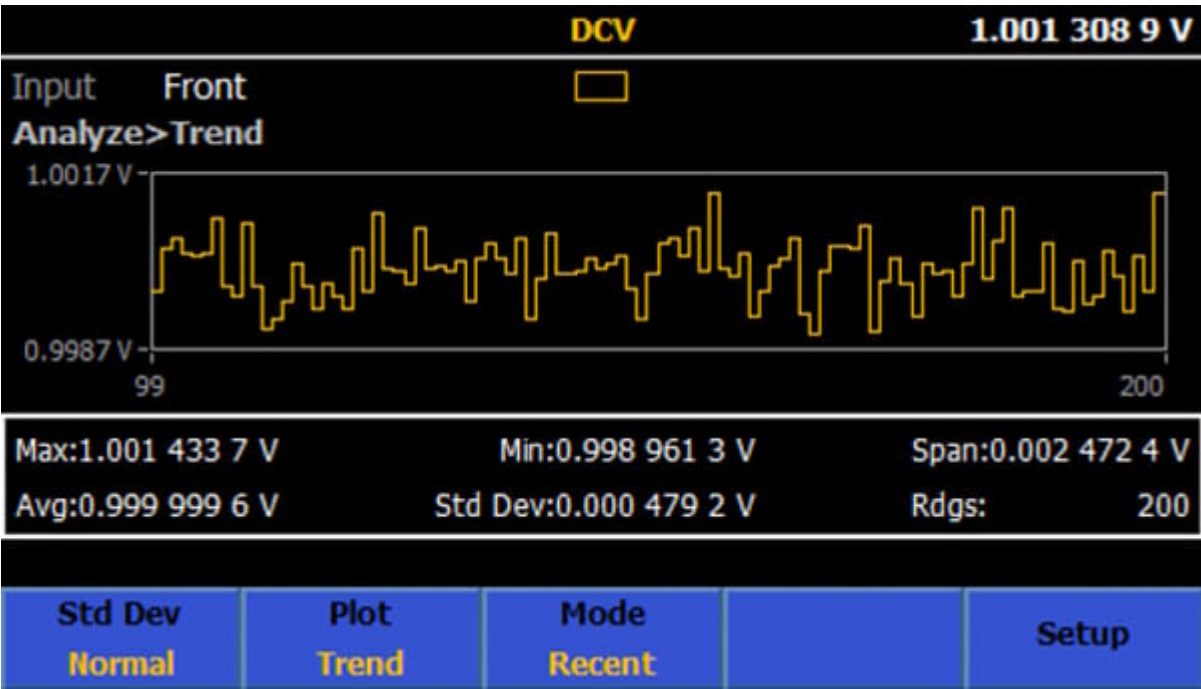 DCV 1.001 308 9 V
Input Front
Analyze>Trend
1.0017 V
0.9987 V
99 200
Max:1.001 433 7 V Min:0.998 961 3 V Span:0.002 472 4 V
Avg:0.999 999 6 V Std Dev:0.000 479 2 V Rdgs: 200
Std Dev Plot Mode Setup
Normal Trend Recent